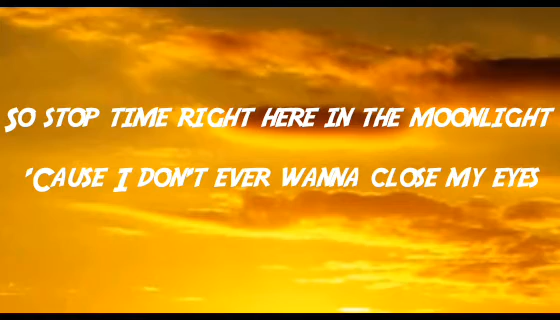 So stop time right here in the moonlight
'Cause I don't ever wanna close my eyes